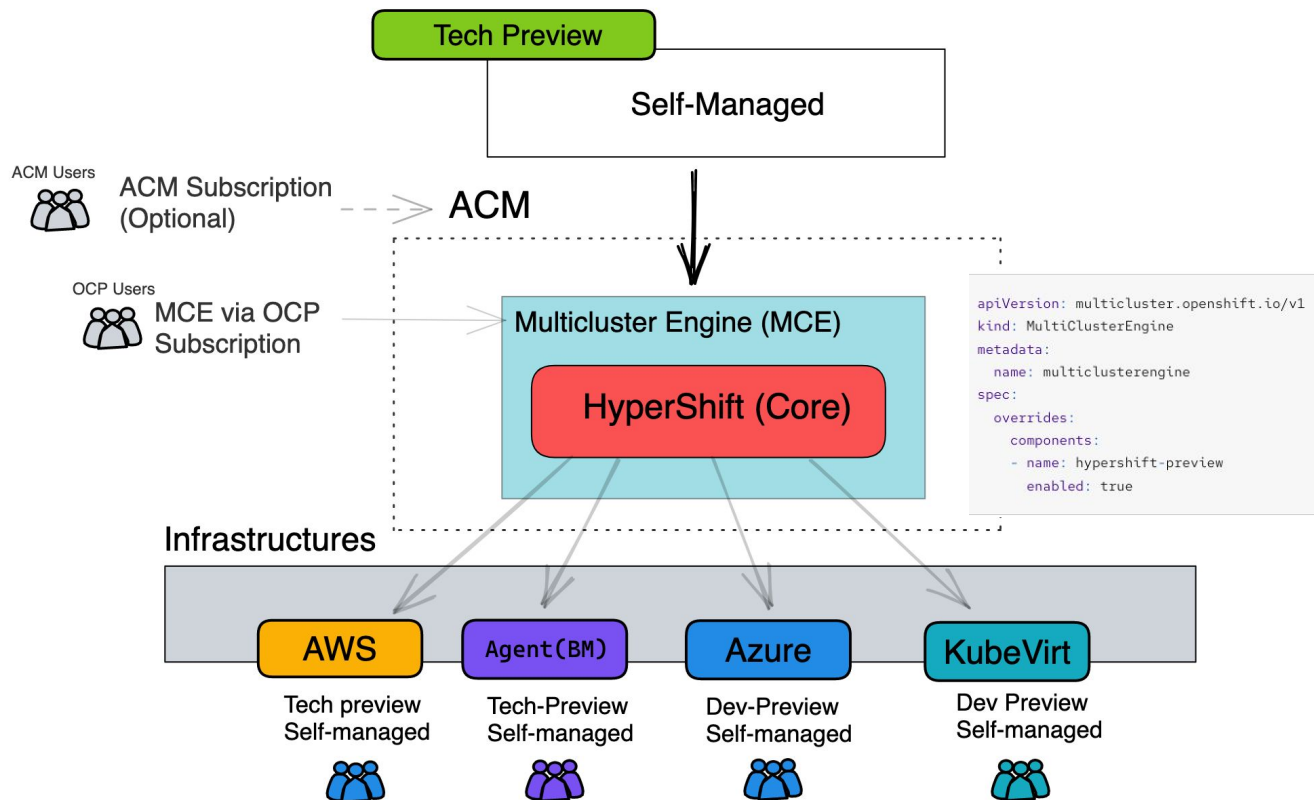 Tech Preview
Self-Managed
ACM Users
ACM Subscription
(Optional)
ACM
OCP Users
MCE via OCP
Subscription
Multicluster Engine (MCE)
HyperShift (Core)
apiVersion: multicluster.openshift.io/v1
kind: MultiClusterEngine
metadata:
  name: multiclusterengine
spec:
  overrides:
    components:
    - name: hypershift-preview
      enabled: true
Infrastructures
AWS
Tech preview
Self-managed
Agent(BM)
Tech-Preview
Self-managed
Azure
Dev-Preview
Self-managed
KubeVirt
Dev Preview
Self-managed